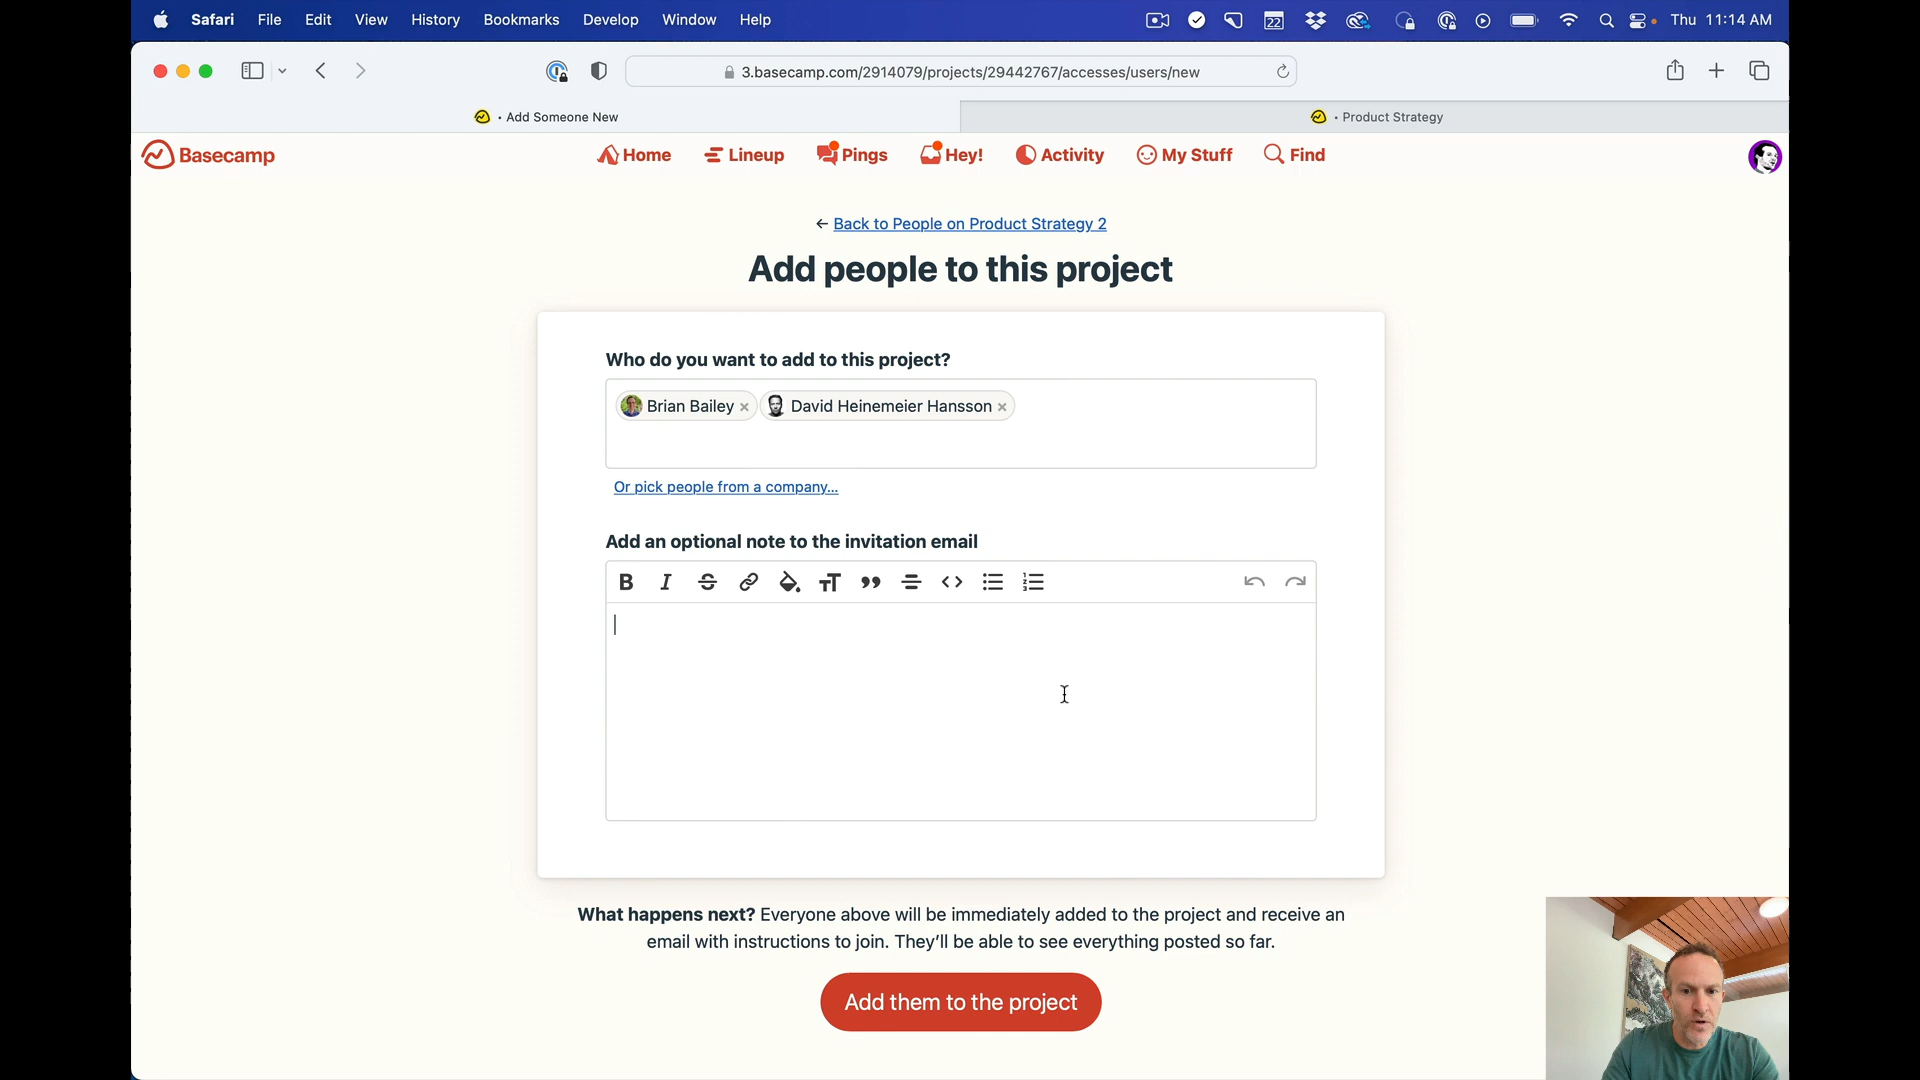 Safari File Edit View History Bookmarks Develop Window Help 22 Thu 11:14 AM
3.basecamp.com/2914079/projects/29442767/accesses/users/new
• Add Someone New
• Product Strategy
Basecamp
Home Lineup Pings Hey! Activity My Stuff Find
← Back to People on Product Strategy 2
Add people to this project
Who do you want to add to this project?
Brian Bailey × David Heinemeier Hansson ×
Or pick people from a company...
Add an optional note to the invitation email
What happens next? Everyone above will be immediately added to the project and receive an
email with instructions to join. They’ll be able to see everything posted so far.
Add them to the project